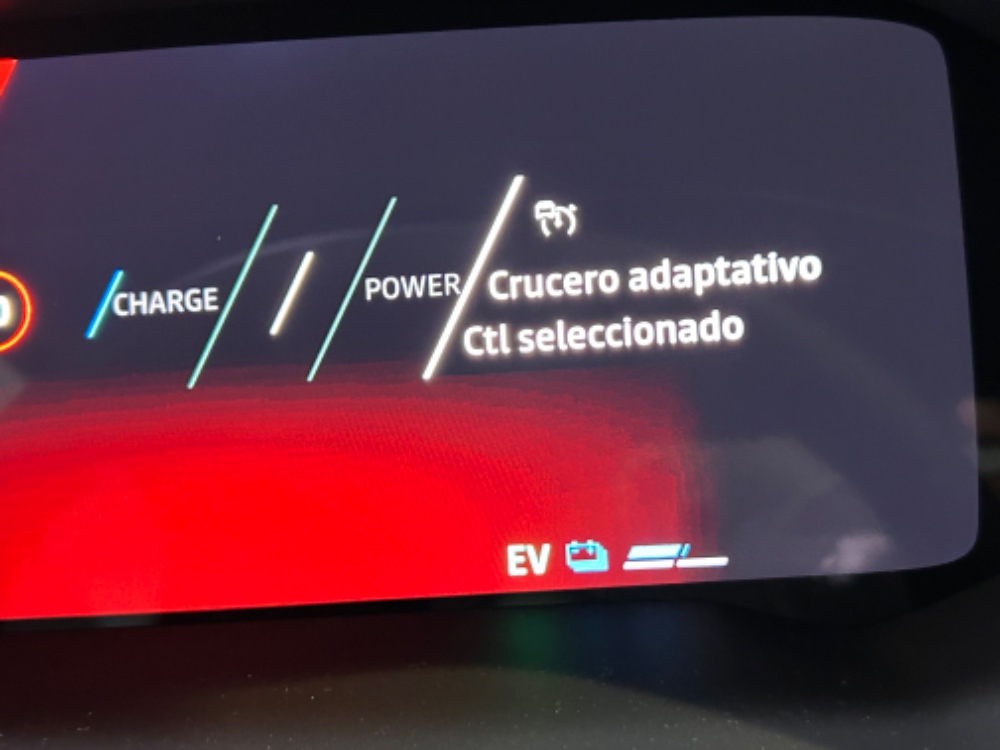 CHARGE
POWER
Crucero adaptativo
Ctl seleccionado
EV